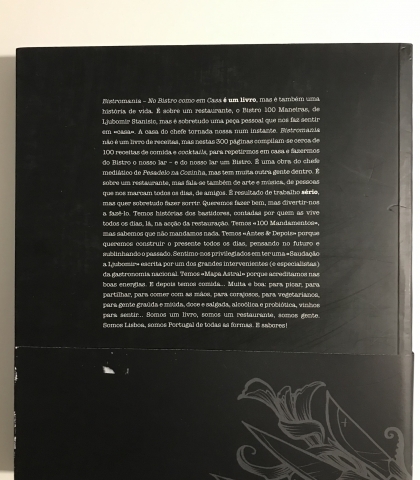 Bistromania – No Bistro como em Casa é um livro, mas é também uma
história de vida. É sobre um restaurante, o Bistro 100 Maneiras, de
de Ljubomir Stanisic, mas é sobretudo uma peça pessoal que nos faz sentir
em «casa». A casa do chefe tornada nossa num instante. Bistromania
não é um livro de receitas, mas nestas 300 páginas compilam-se cerca de
100 receitas de comida e cocktails, para repetirmos em casa e fazermos
do Bistro o nosso lar – e do nosso lar um Bistro. É uma obra do chefe
mediático de Pesadelo na Cozinha, mas tem muita outra gente dentro. É
sobre um restaurante, mas fala-se também de arte e música, de pessoas
que nos marcam todos os dias, de amigos. É resultado de trabalho sério,
mas quer sobretudo fazer sorrir. Queremos fazer bem, mas divertir-nos
a fazê-lo. Temos histórias dos bastidores, contadas por quem as vive
todos os dias, lá, na acção da restauração. Temos «100 Mandamentos»,
mas sabemos que não mandamos nada. Temos «Antes & Depois» porque
queremos construir o presente todos os dias, pensando no futuro e
sublinhando o passado. Sentimo-nos privilegiados em ter uma «Saudação
a Ljubomir» escrita por um dos grandes intervenientes (e especialistas)
da gastronomia nacional. Temos «Mapa Astral» porque acreditamos nas
boas energias. E depois temos comida... Muita e boa: para picar, para
partilhar, para comer com as mãos, para corajosos, para vegetarianos,
para gente graúda e miúda, doce e salgada, alcoólica e probiótica, vinhos
para sentir... Somos um livro, somos um restaurante, somos gente.
Somos Lisboa, somos Portugal de todas as formas. E sabores!